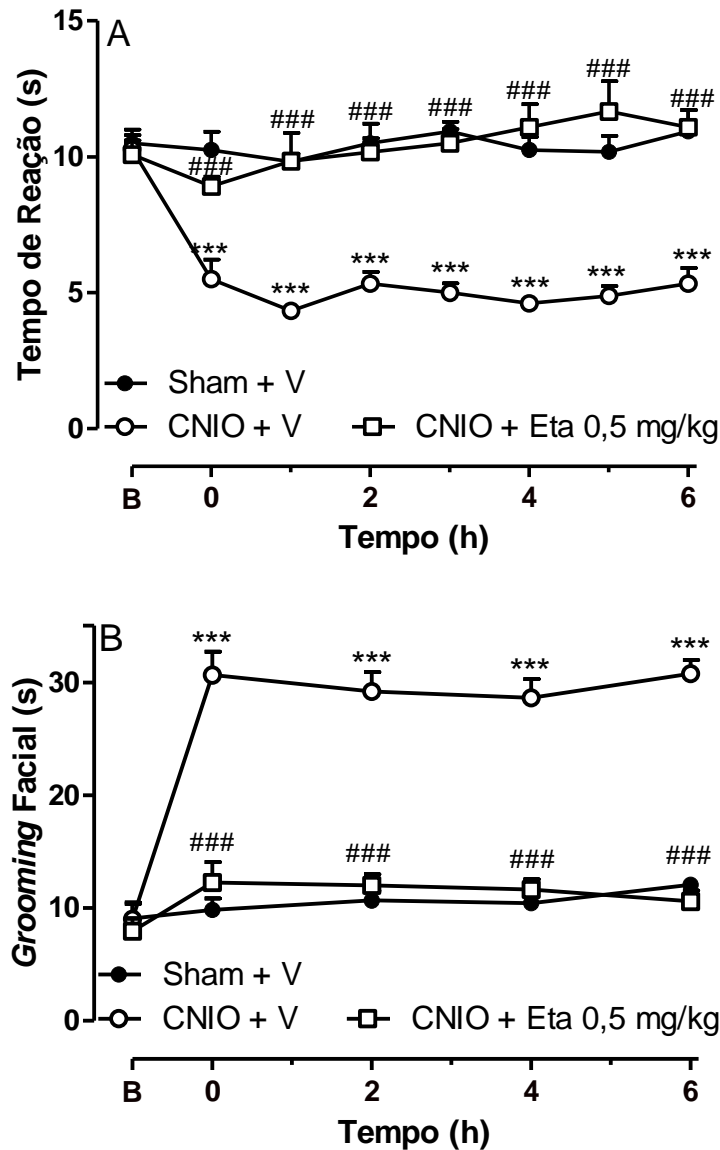 A
15
10
5
0
Tempo de Reação (s)
### ### ### ### ### ### ###
*** *** *** *** *** *** ***
Sham + V
CNIO + V
CNIO + Eta 0,5 mg/kg
B 0 2 4 6
Tempo (h)
B
30
20
10
0
Grooming Facial (s)
*** *** *** ***
### ### ### ###
Sham + V
CNIO + V
CNIO + Eta 0,5 mg/kg
B 0 2 4 6
Tempo (h)